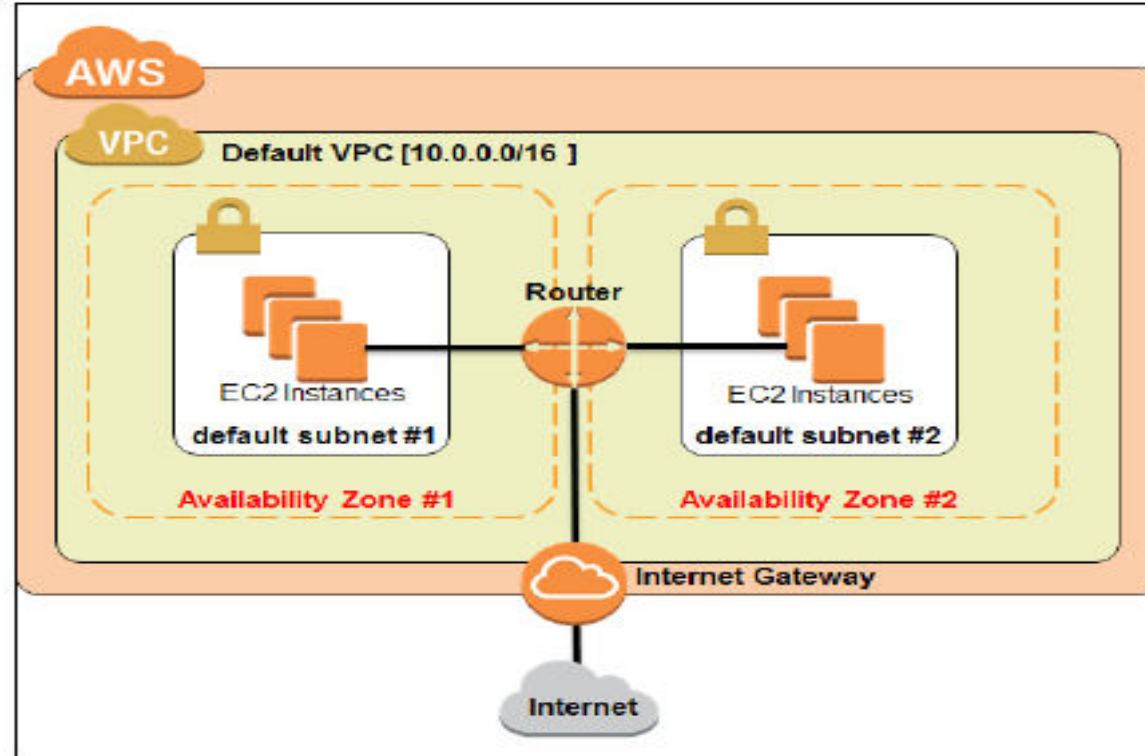 AWS
VPC
Default VPC [10.0.0.0/16 ]
Router
EC2 Instances
default subnet #1
Availability Zone #1
EC2 Instances
default subnet #2
Availability Zone #2
Internet Gateway
Internet